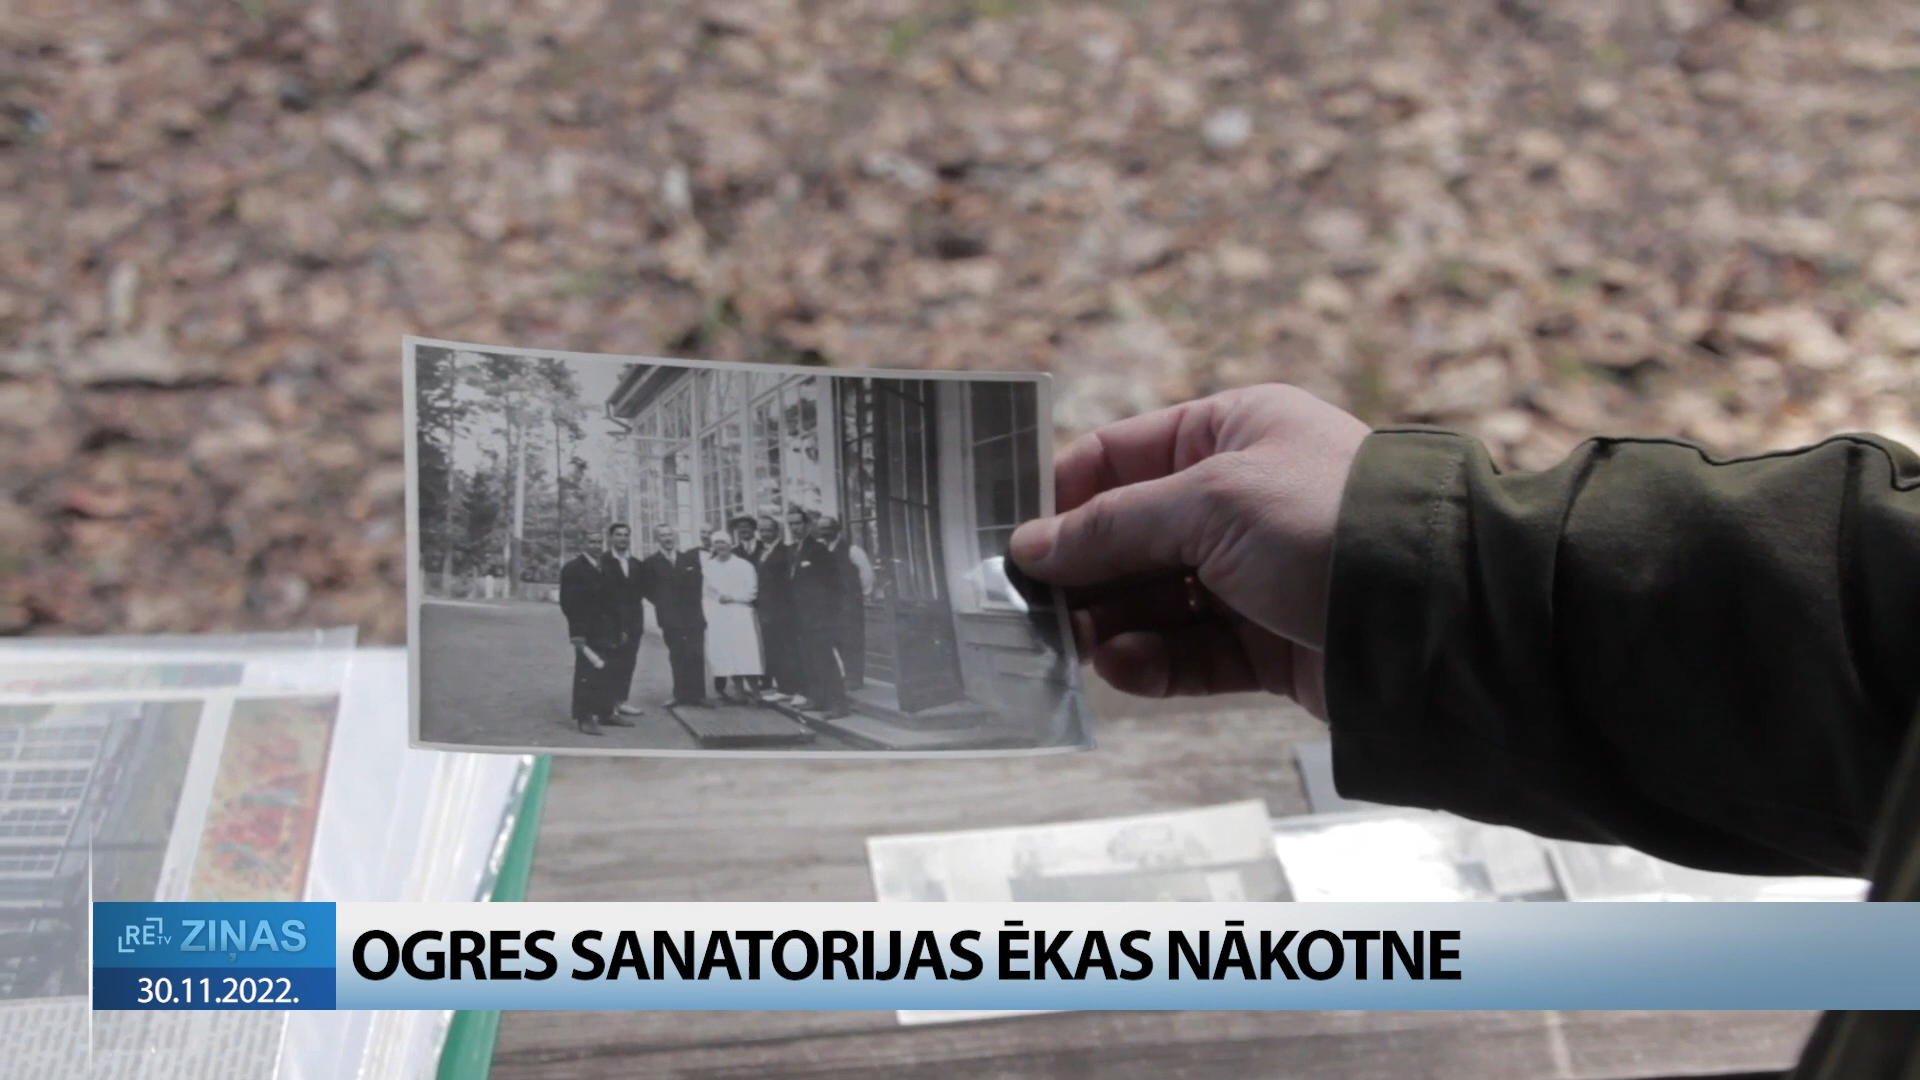 RE TV ZIŅAS
30.11.2022.
OGRES SANATORIJAS ĒKAS NĀKOTNE